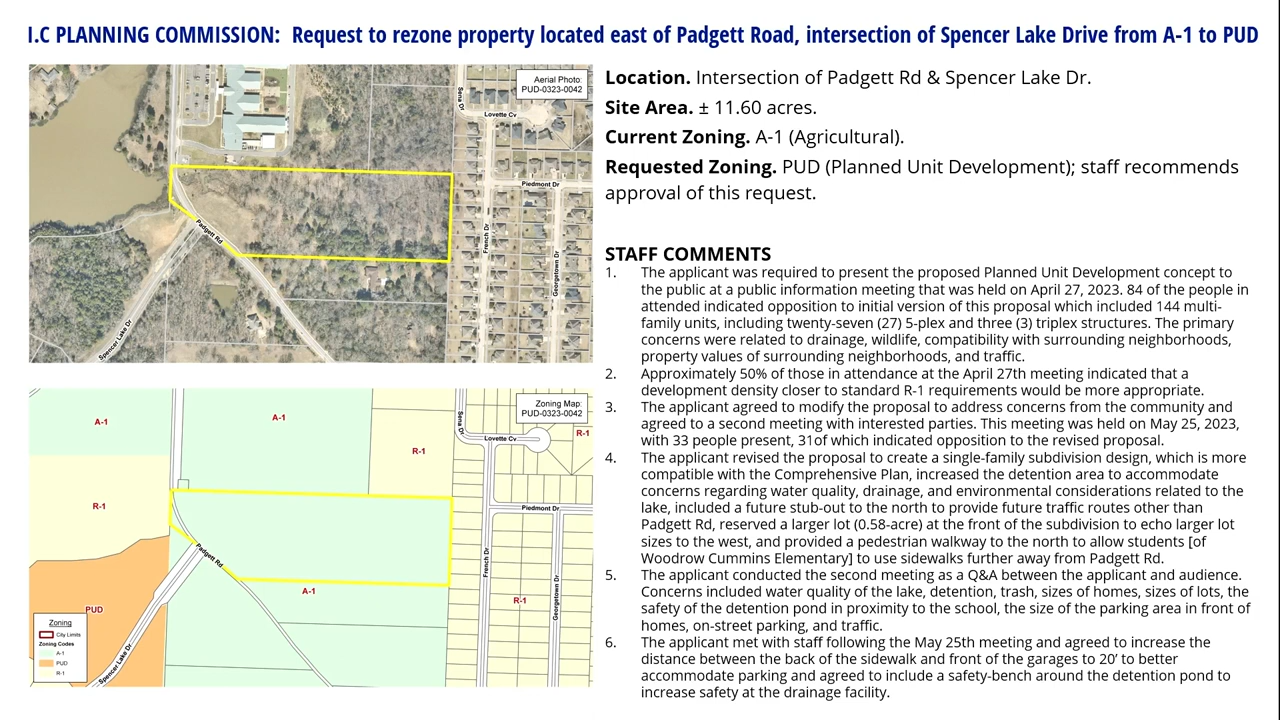 I.C PLANNING COMMISSION: Request to rezone property located east of Padgett Road, intersection of Spencer Lake Drive from A-1 to PUD
Aerial Photo:
PUD-0323-0042
Sena Cv
Lovette Cv
Piedmont Dr
French Dr
Georgetown Dr
Padgett Rd
Spencer Lake Dr
Zoning Map:
PUD-0323-0042
A-1
A-1
R-1
R-1
Sena Cv
Lovette Cv
R-1
Piedmont Dr
French Dr
Georgetown Dr
Padgett Rd
A-1
R-1
PUD
Spencer Lake Dr
Zoning
City Limits
Zoning Codes
A-1
PUD
R-1
Location. Intersection of Padgett Rd & Spencer Lake Dr.
Site Area. ± 11.60 acres.
Current Zoning. A-1 (Agricultural).
Requested Zoning. PUD (Planned Unit Development); staff recommends
approval of this request.
STAFF COMMENTS
1. The applicant was required to present the proposed Planned Unit Development concept to
the public at a public information meeting that was held on April 27, 2023. 84 of the people in
attended indicated opposition to initial version of this proposal which included 144 multi-
family units, including twenty-seven (27) 5-plex and three (3) triplex structures. The primary
concerns were related to drainage, wildlife, compatibility with surrounding neighborhoods,
property values of surrounding neighborhoods, and traffic.
2. Approximately 50% of those in attendance at the April 27th meeting indicated that a
development density closer to standard R-1 requirements would be more appropriate.
3. The applicant agreed to modify the proposal to address concerns from the community and
agreed to a second meeting with interested parties. This meeting was held on May 25, 2023,
with 33 people present, 31of which indicated opposition to the revised proposal.
4. The applicant revised the proposal to create a single-family subdivision design, which is more
compatible with the Comprehensive Plan, increased the detention area to accommodate
concerns regarding water quality, drainage, and environmental considerations related to the
lake, included a future stub-out to the north to provide future traffic routes other than
Padgett Rd, reserved a larger lot (0.58-acre) at the front of the subdivision to echo larger lot
sizes to the west, and provided a pedestrian walkway to the north to allow students [of
Woodrow Cummins Elementary] to use sidewalks further away from Padgett Rd.
5. The applicant conducted the second meeting as a Q&A between the applicant and audience.
Concerns included water quality of the lake, detention, trash, sizes of homes, sizes of lots, the
safety of the detention pond in proximity to the school, the size of the parking area in front of
homes, on-street parking, and traffic.
6. The applicant met with staff following the May 25th meeting and agreed to increase the
distance between the back of the sidewalk and front of the garages to 20’ to better
accommodate parking and agreed to include a safety-bench around the detention pond to
increase safety at the drainage facility.